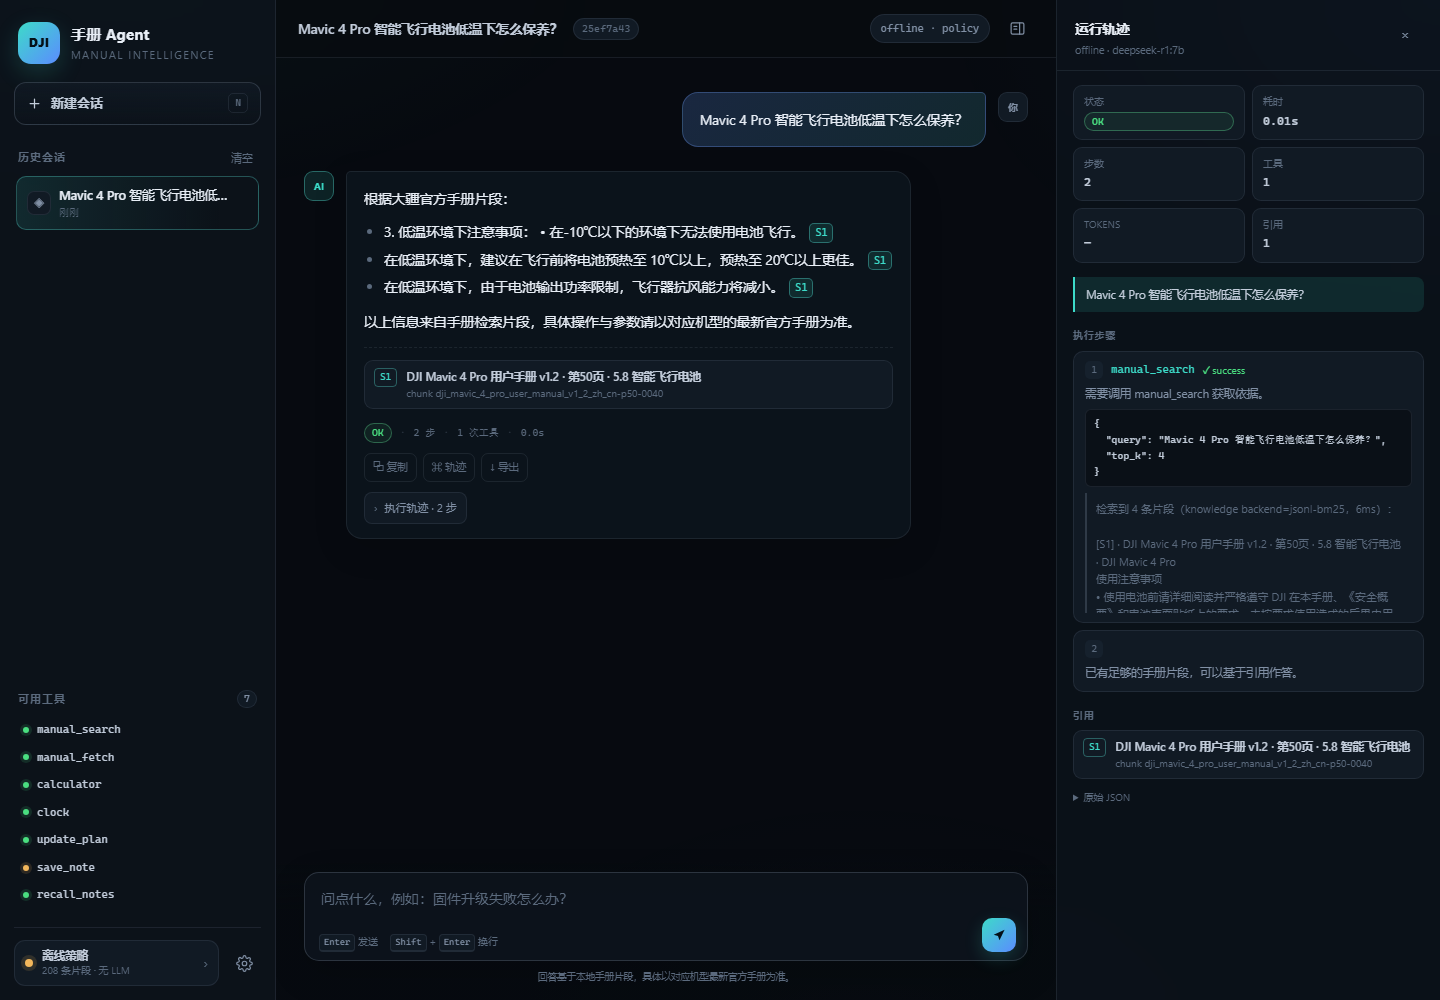 DJI
手册 Agent
MANUAL INTELLIGENCE
+ 新建会话 N
历史会话 清空
Mavic 4 Pro 智能飞行电池低...
刚刚
可用工具 7
manual_search
manual_fetch
calculator
clock
update_plan
save_note
recall_notes
离线策略
208 条片段 · 无 LLM
›
Mavic 4 Pro 智能飞行电池低温下怎么保养？ 25ef7a43
offline · policy
Mavic 4 Pro 智能飞行电池低温下怎么保养？
你
AI
根据大疆官方手册片段：
• 3. 低温环境下注意事项： • 在-10℃以下的环境下无法使用电池飞行。 S1
• 在低温环境下，建议在飞行前将电池预热至 10℃以上，预热至 20℃以上更佳。 S1
• 在低温环境下，由于电池输出功率限制，飞行器抗风能力将减小。 S1
以上信息来自手册检索片段，具体操作与参数请以对应机型的最新官方手册为准。
S1 DJI Mavic 4 Pro 用户手册 v1.2 · 第50页 · 5.8 智能飞行电池
chunk dji_mavic_4_pro_user_manual_v1_2_zh_cn-p50-0040
OK · 2 步 · 1 次工具 · 0.0s
复制 ⌘ 轨迹 ↓ 导出
› 执行轨迹 · 2 步
问点什么，例如：固件升级失败怎么办？
Enter 发送 Shift + Enter 换行
回答基于本地手册片段，具体以对应机型最新官方手册为准。
运行轨迹 ×
offline · deepseek-r1:7b
状态
OK
耗时
0.01s
步数
2
工具
1
TOKENS
—
引用
1
Mavic 4 Pro 智能飞行电池低温下怎么保养？
执行步骤
1 manual_search ✓ success
需要调用 manual_search 获取依据。
{
"query": "Mavic 4 Pro 智能飞行电池低温下怎么保养？",
"top_k": 4
}
检索到 4 条片段（knowledge backend=jsonl-bm25，6ms）：
[S1] · DJI Mavic 4 Pro 用户手册 v1.2 · 第50页 · 5.8 智能飞行电池
· DJI Mavic 4 Pro
使用注意事项
• 使用电池前请详细阅读并严格遵守 DJI 在本手册、《安全概
2
已有足够的手册片段，可以基于引用作答。
引用
S1 DJI Mavic 4 Pro 用户手册 v1.2 · 第50页 · 5.8 智能飞行电池
chunk dji_mavic_4_pro_user_manual_v1_2_zh_cn-p50-0040
▶ 原始 JSON